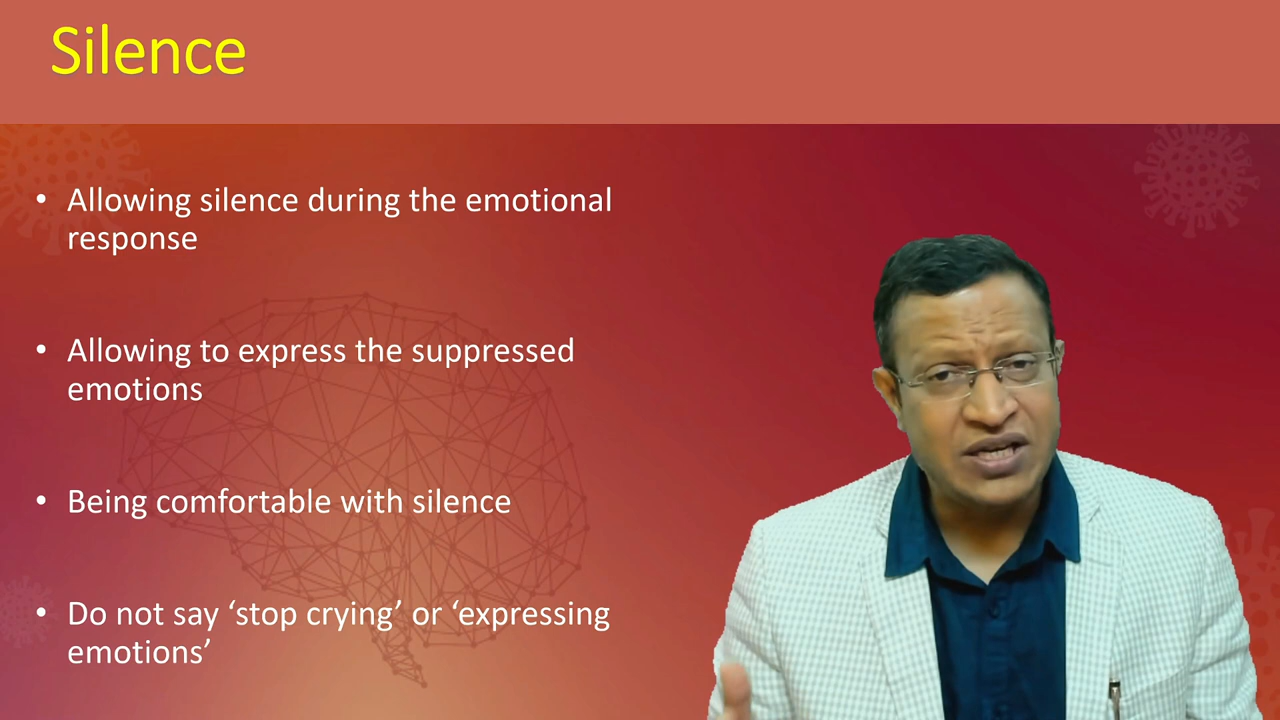 Silence
• Allowing silence during the emotional
response
• Allowing to express the suppressed
emotions
• Being comfortable with silence
• Do not say ‘stop crying’ or ‘expressing
emotions’